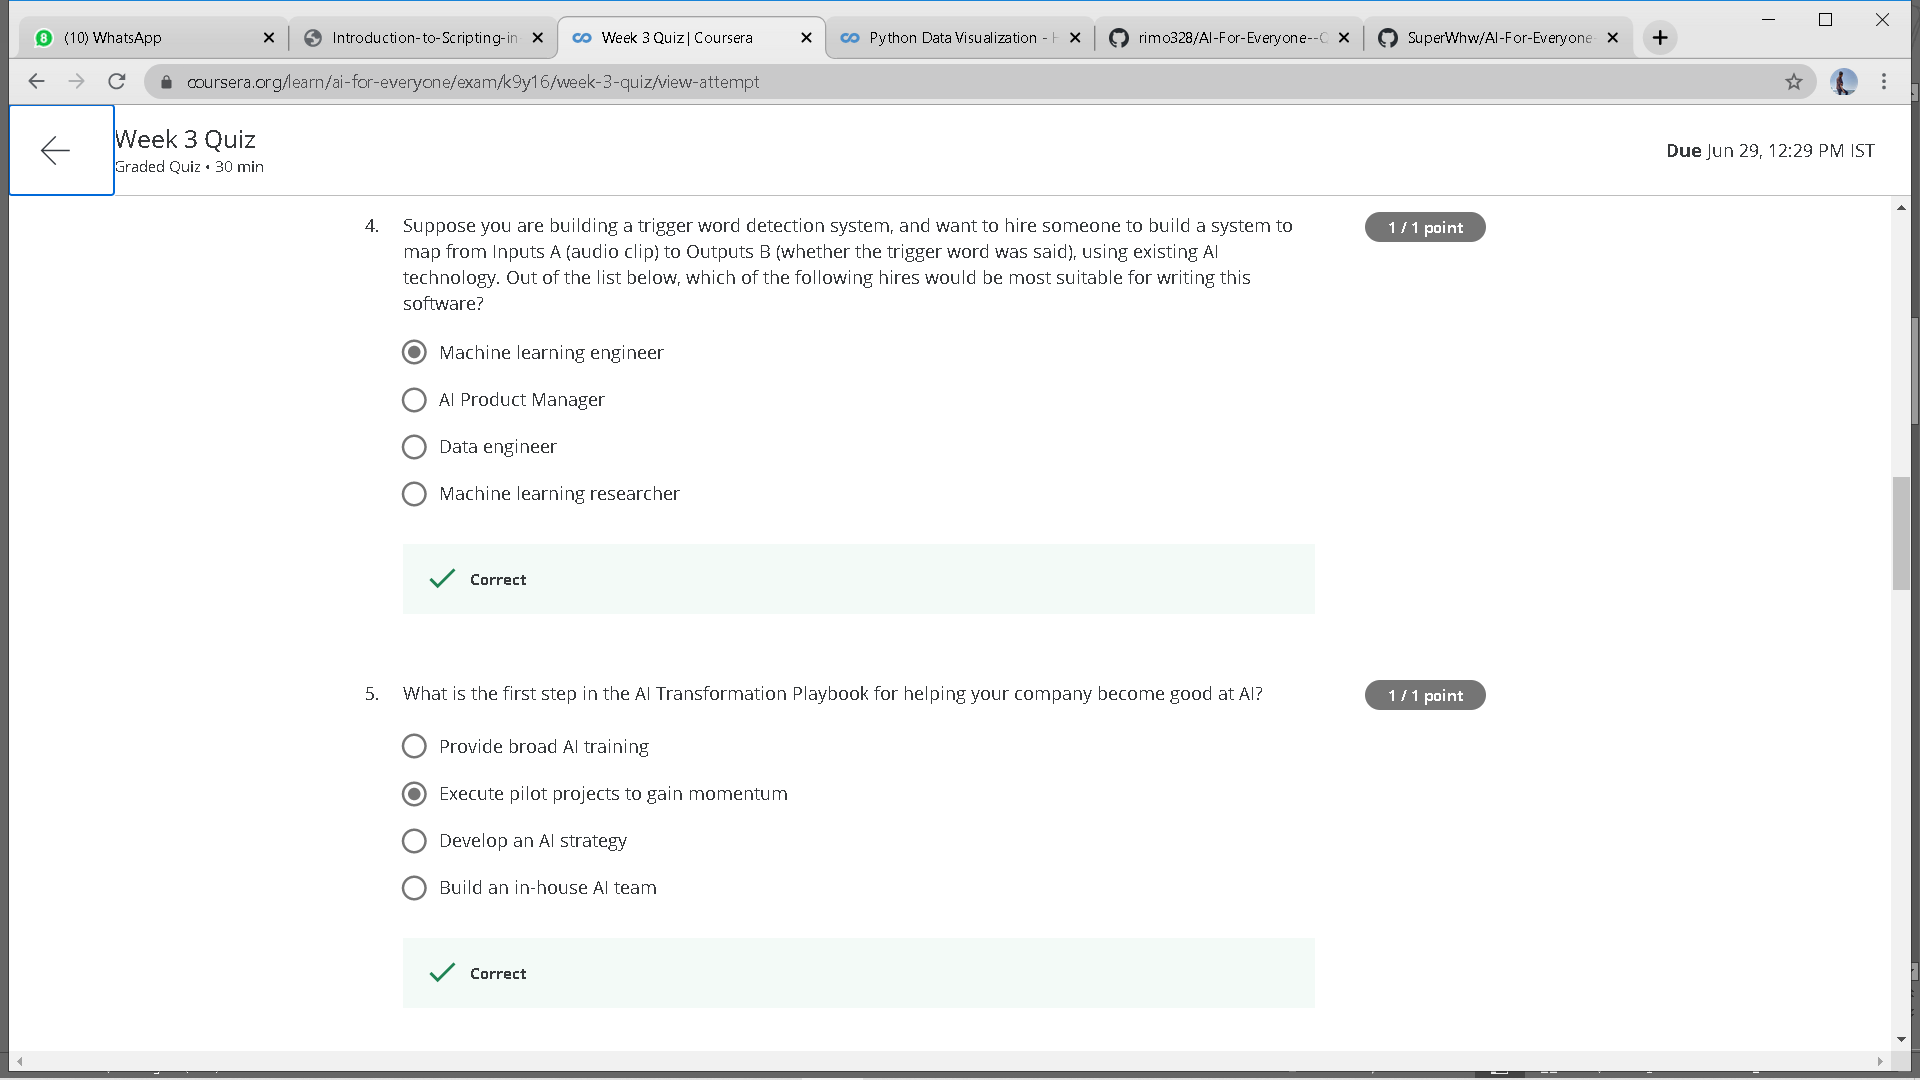 8 (10) WhatsApp
Introduction-to-Scripting-in
Week 3 Quiz | Coursera
Python Data Visualization -
rimo328/AI-For-Everyone--
SuperWhw/AI-For-Everyone
coursera.org/learn/ai-for-everyone/exam/k9y16/week-3-quiz/view-attempt
Week 3 Quiz
Graded Quiz • 30 min
Due Jun 29, 12:29 PM IST
4. Suppose you are building a trigger word detection system, and want to hire someone to build a system to
map from Inputs A (audio clip) to Outputs B (whether the trigger word was said), using existing AI
technology. Out of the list below, which of the following hires would be most suitable for writing this
software?
1 / 1 point
Machine learning engineer
AI Product Manager
Data engineer
Machine learning researcher
Correct
5. What is the first step in the AI Transformation Playbook for helping your company become good at AI?
1 / 1 point
Provide broad AI training
Execute pilot projects to gain momentum
Develop an AI strategy
Build an in-house AI team
Correct